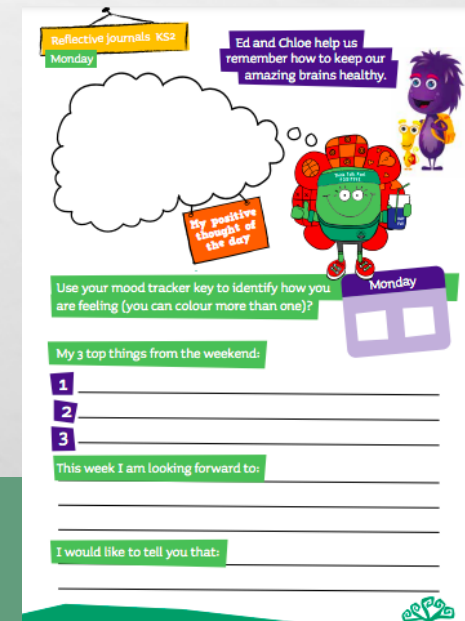 Reflective journals KS2
Monday
Ed and Chloe help us
remember how to keep our
amazing brains healthy.
My positive
thought of
the day
Use your mood tracker key to identify how you
are feeling (you can colour more than one)?
Monday
My 3 top things from the weekend:
1
2
3
This week I am looking forward to:
I would like to tell you that: